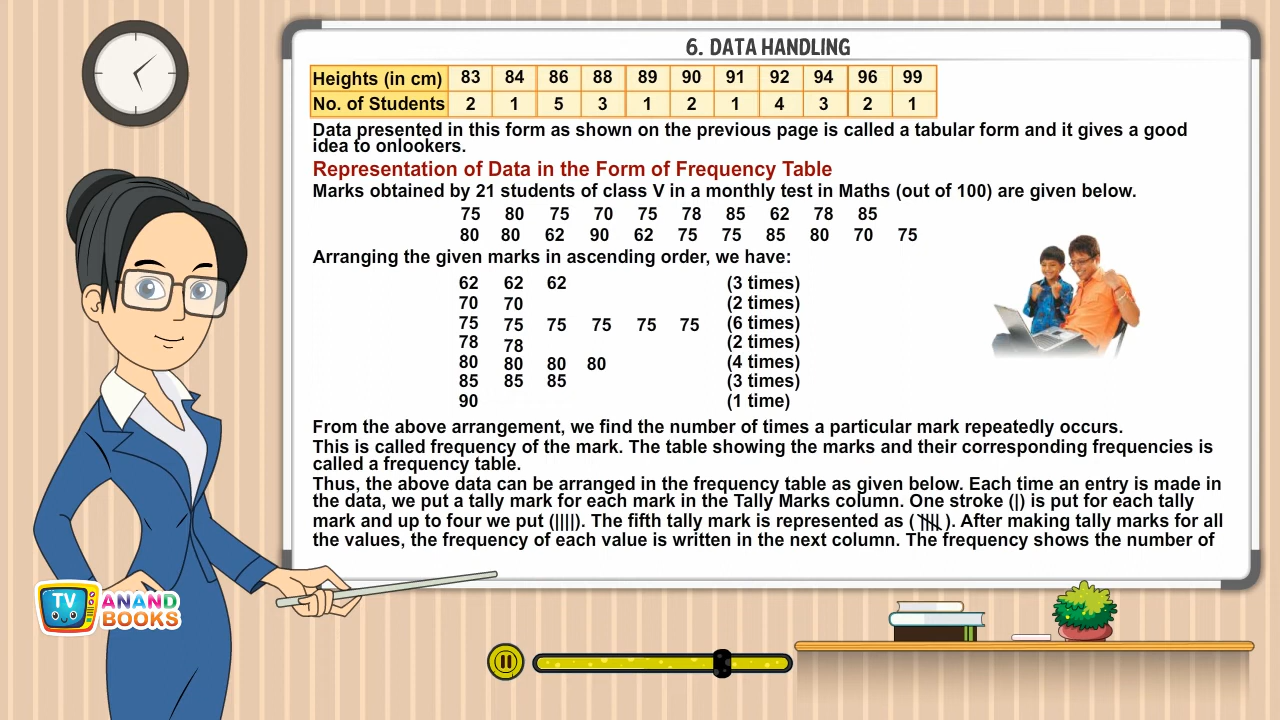 6. DATA HANDLING
Heights (in cm) 83 84 86 88 89 90 91 92 94 96 99
No. of Students 2 1 5 3 1 2 1 4 3 2 1
Data presented in this form as shown on the previous page is called a tabular form and it gives a good
idea to onlookers.
Representation of Data in the Form of Frequency Table
Marks obtained by 21 students of class V in a monthly test in Maths (out of 100) are given below.
75 80 75 70 75 78 85 62 78 85
80 80 62 90 62 75 75 85 80 70 75
Arranging the given marks in ascending order, we have:
62 62 62 (3 times)
70 70 (2 times)
75 75 75 75 75 75 (6 times)
78 78 (2 times)
80 80 80 80 (4 times)
85 85 85 (3 times)
90 (1 time)
From the above arrangement, we find the number of times a particular mark repeatedly occurs.
This is called frequency of the mark. The table showing the marks and their corresponding frequencies is
called a frequency table.
Thus, the above data can be arranged in the frequency table as given below. Each time an entry is made in
the data, we put a tally mark for each mark in the Tally Marks column. One stroke (|) is put for each tally
mark and up to four we put (||||). The fifth tally mark is represented as ( ). After making tally marks for all
the values, the frequency of each value is written in the next column. The frequency shows the number of
TV ANAND
BOOKS